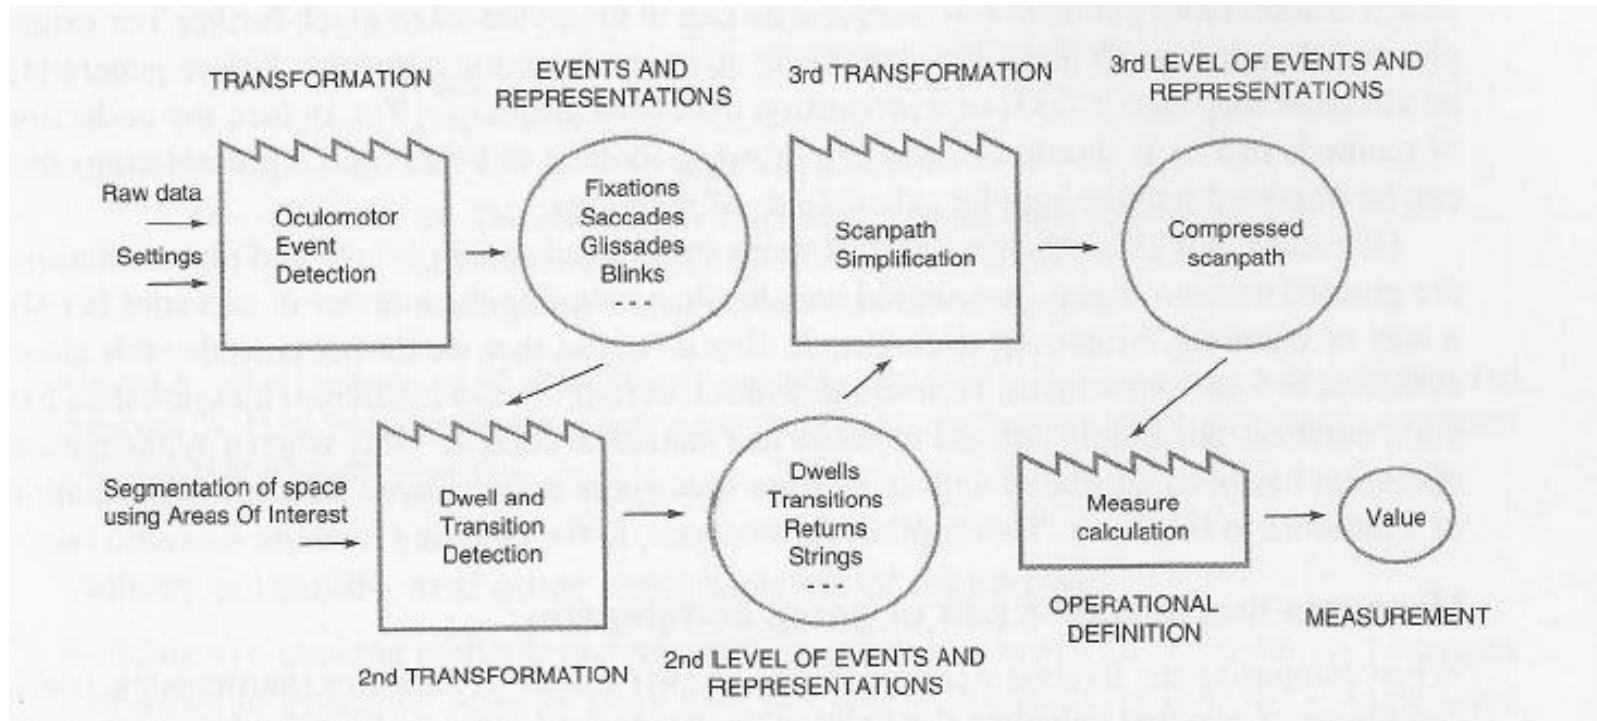 TRANSFORMATION
EVENTS AND
REPRESENTATIONS
3rd TRANSFORMATION
3rd LEVEL OF EVENTS AND
REPRESENTATIONS
Raw data
Settings
Oculomotor
Event
Detection
Fixations
Saccades
Glissades
Blinks
- - -
Scanpath
Simplification
Compressed
scanpath
Segmentation of space
using Areas Of Interest
Dwell and
Transition
Detection
Dwells
Transitions
Returns
Strings
- - -
Measure
calculation
Value
OPERATIONAL
DEFINITION
MEASUREMENT
2nd TRANSFORMATION
2nd LEVEL OF EVENTS AND
REPRESENTATIONS